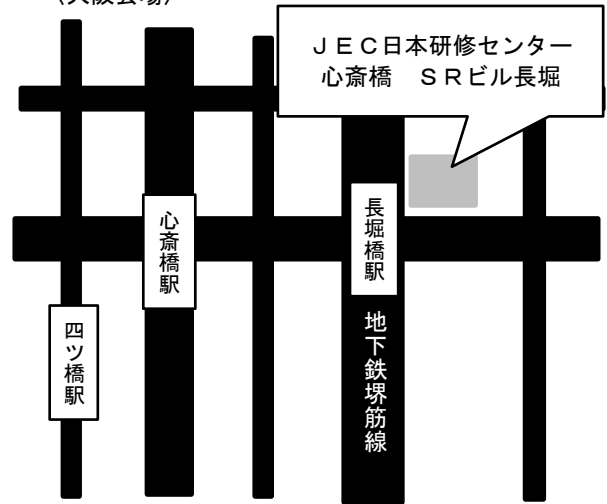 (大阪会場)
JEC日本研修センター
心斎橋　SRビル長堀
心斎橋駅
長堀橋駅
四ツ橋駅
地下鉄堺筋線